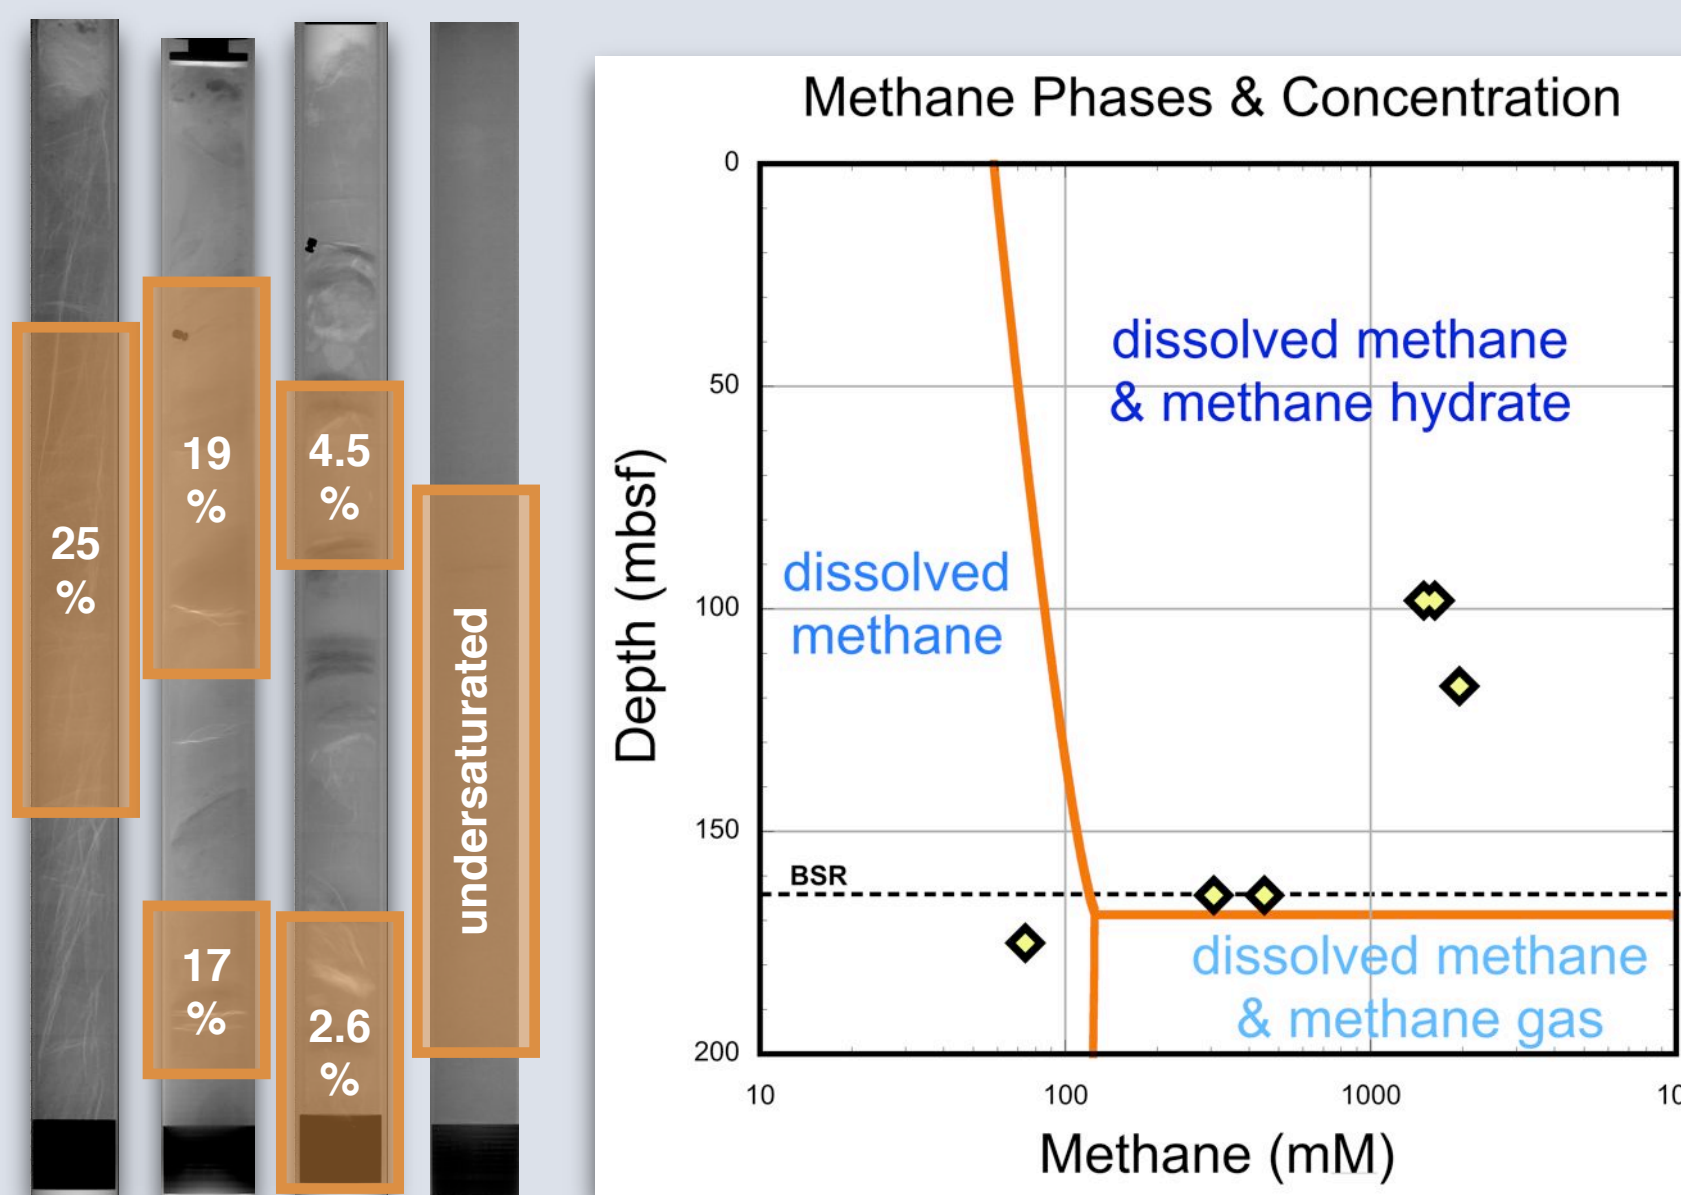 25
%
19
%
17
%
4.5
%
2.6
%
undersaturated
Methane Phases & Concentration
Depth (mbsf)
0
50
100
150
200
dissolved methane
& methane hydrate
dissolved
methane
BSR
dissolved methane
& methane gas
10
100
1000
10
Methane (mM)